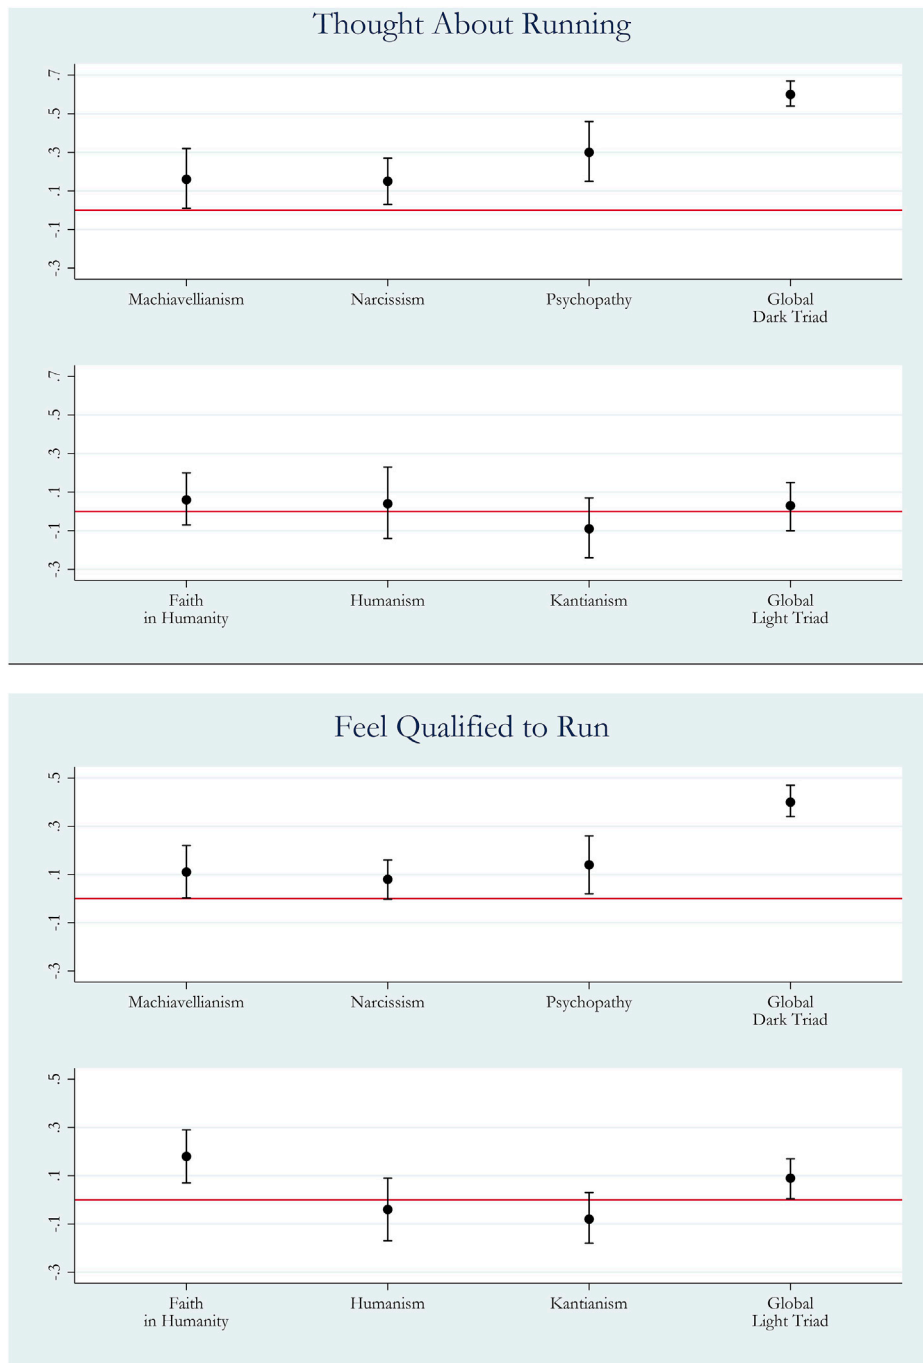 Thought About Running
.7
.5
.3
.1
-.1
-.3
Machiavellianism
Narcissism
Psychopathy
Global
Dark Triad
.7
.5
.3
.1
-.1
-.3
Faith
in Humanity
Humanism
Kantianism
Global
Light Triad
Feel Qualified to Run
.5
.3
.1
-.1
-.3
Machiavellianism
Narcissism
Psychopathy
Global
Dark Triad
.5
.3
.1
-.1
-.3
Faith
in Humanity
Humanism
Kantianism
Global
Light Triad